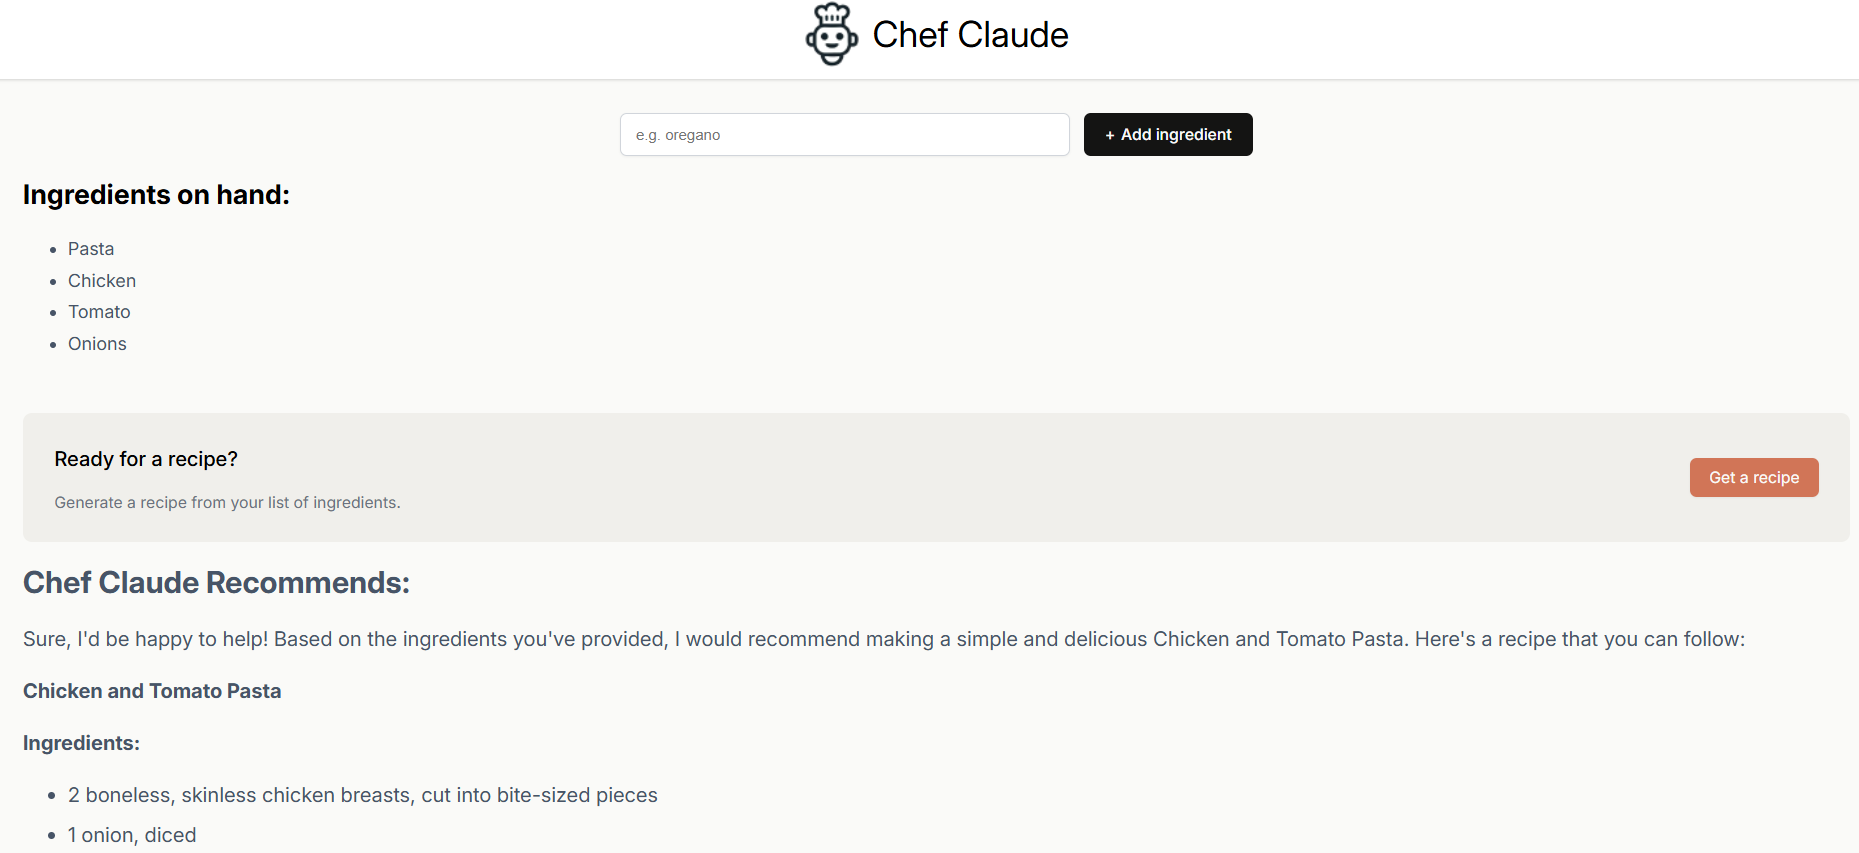 Chef Claude
e.g. oregano
+ Add ingredient
Ingredients on hand:
• Pasta
• Chicken
• Tomato
• Onions
Ready for a recipe?
Generate a recipe from your list of ingredients.
Get a recipe
Chef Claude Recommends:
Sure, I'd be happy to help! Based on the ingredients you've provided, I would recommend making a simple and delicious Chicken and Tomato Pasta. Here's a recipe that you can follow:
Chicken and Tomato Pasta
Ingredients:
• 2 boneless, skinless chicken breasts, cut into bite-sized pieces
• 1 onion, diced